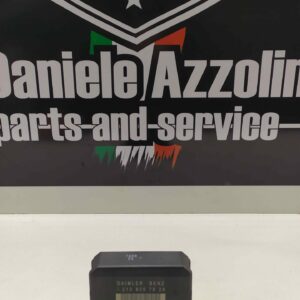 Daniele Azzolin
parts and service
DAIMLER BENZ